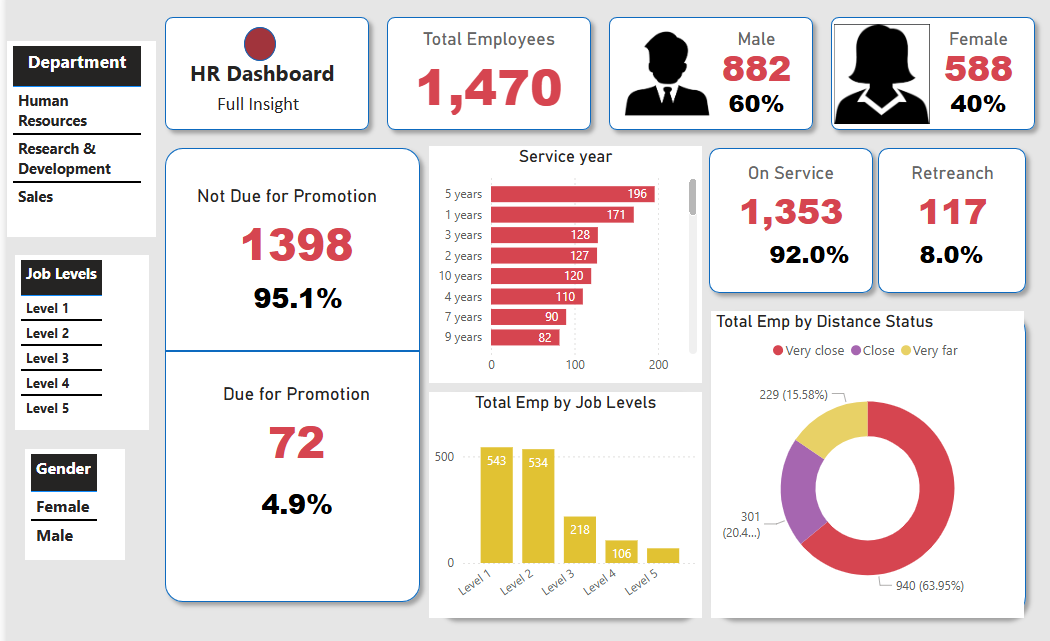 Department
Human
Resources
Research &
Development
Sales
Job Levels
Level 1
Level 2
Level 3
Level 4
Level 5
Gender
Female
Male
HR Dashboard
Full Insight
Total Employees
1,470
Male
882
60%
Female
588
40%
Not Due for Promotion
1398
95.1%
Due for Promotion
72
4.9%
Service year
5 years 196
1 years 171
3 years 128
2 years 127
10 years 120
4 years 110
7 years 90
9 years 82
0 100 200
Total Emp by Job Levels
500
0
543 534 218 106
Level 1 Level 2 Level 3 Level 4 Level 5
On Service
1,353
92.0%
Retreanch
117
8.0%
Total Emp by Distance Status
Very close Close Very far
229 (15.58%)
301
(20.4...)
940 (63.95%)